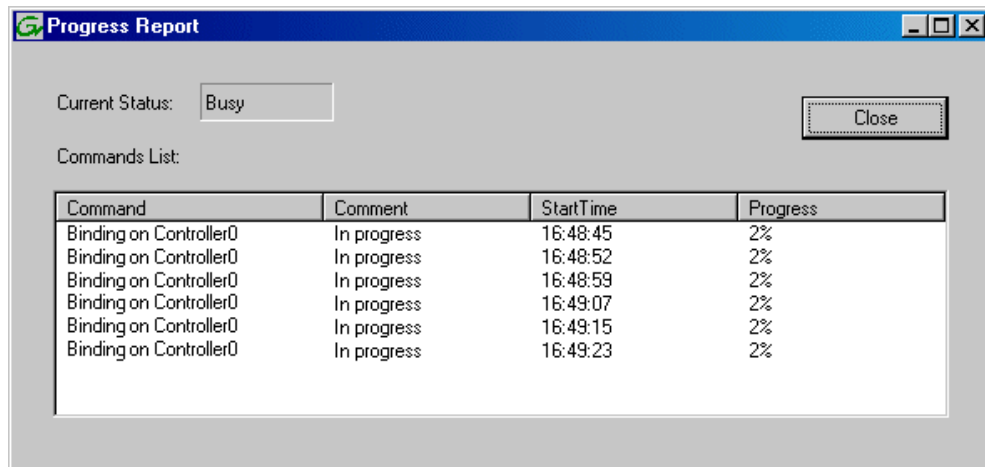 Progress Report
Current Status: Busy
Close
Commands List:
Command Comment StartTime Progress
Binding on Controller0 In progress 16:48:45 2%
Binding on Controller0 In progress 16:48:52 2%
Binding on Controller0 In progress 16:48:59 2%
Binding on Controller0 In progress 16:49:07 2%
Binding on Controller0 In progress 16:49:15 2%
Binding on Controller0 In progress 16:49:23 2%